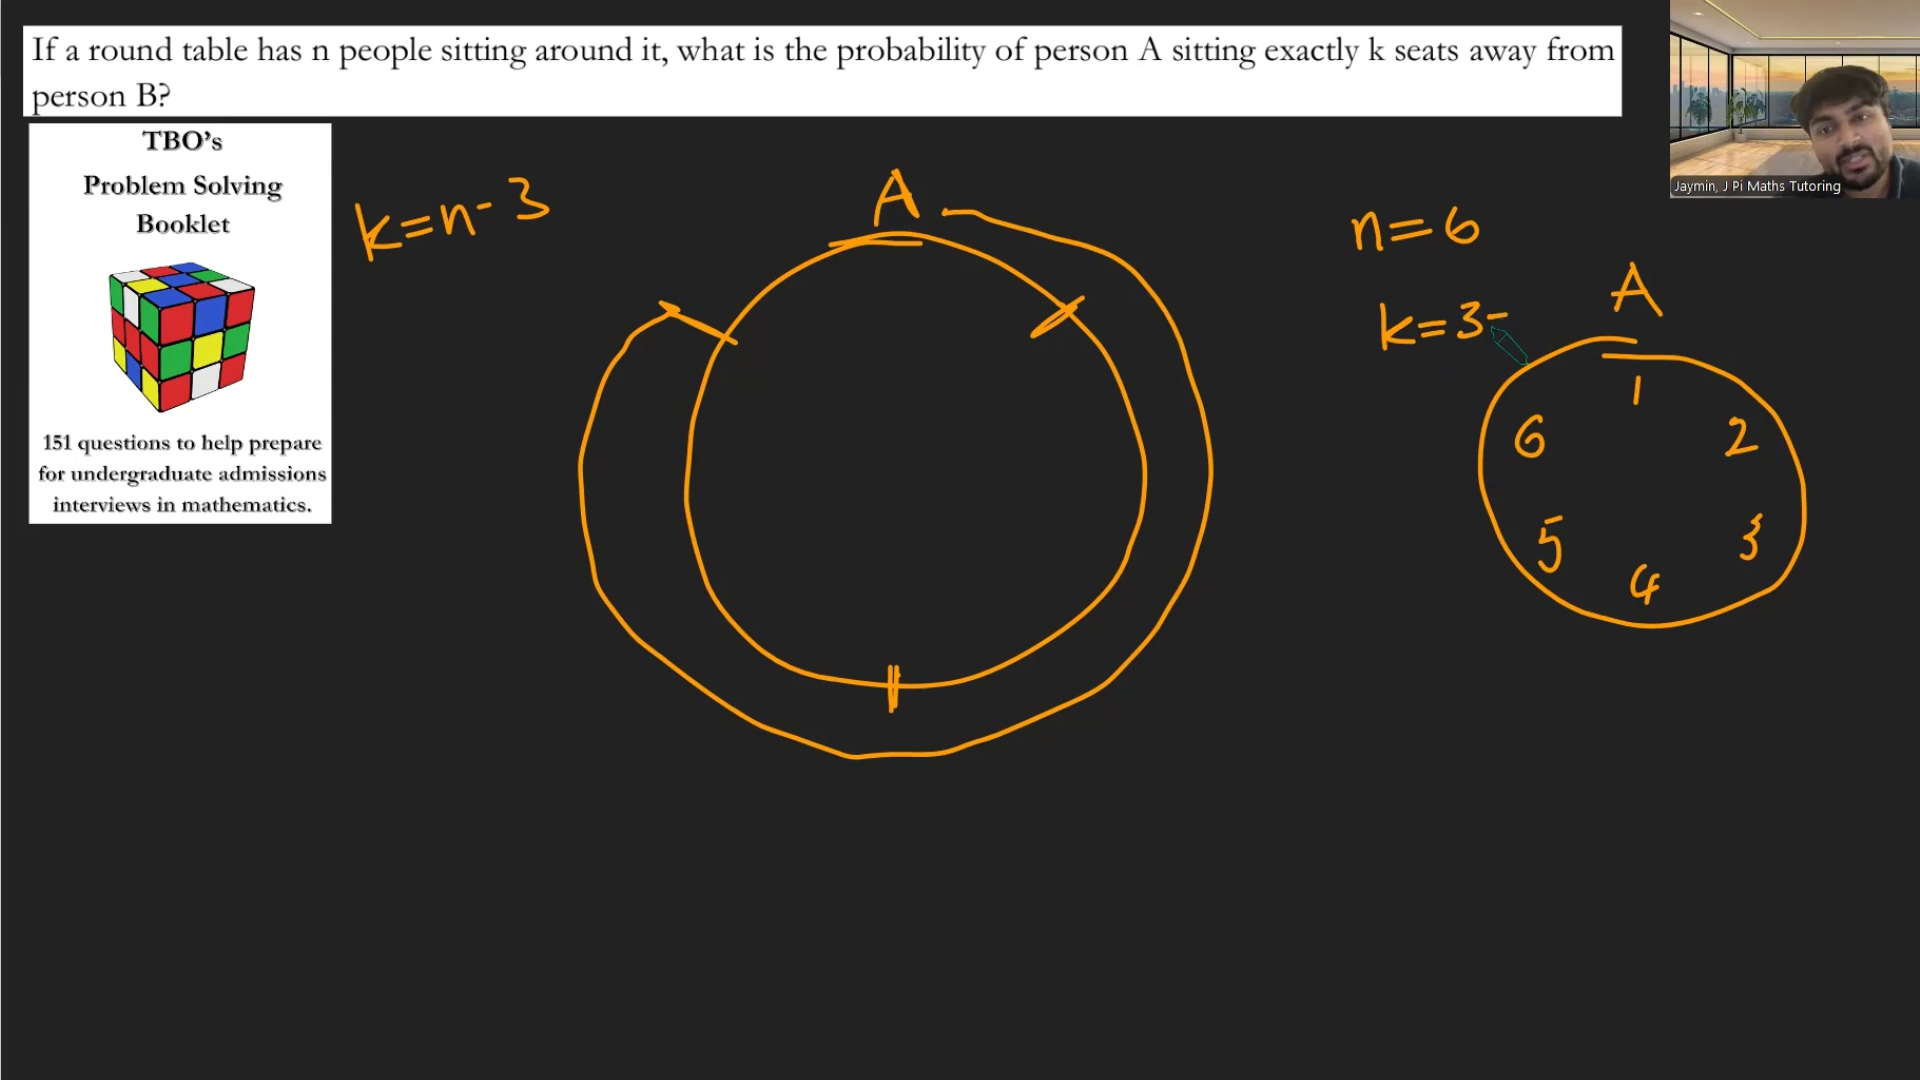 If a round table has n people sitting around it, what is the probability of person A sitting exactly k seats away from
person B?
TBO's
Problem Solving
Booklet
151 questions to help prepare
for undergraduate admissions
interviews in mathematics.
k=n-3
A
n=6
k=3-
A
1
2
3
4
5
6
Jaymin, J Pi Maths Tutoring